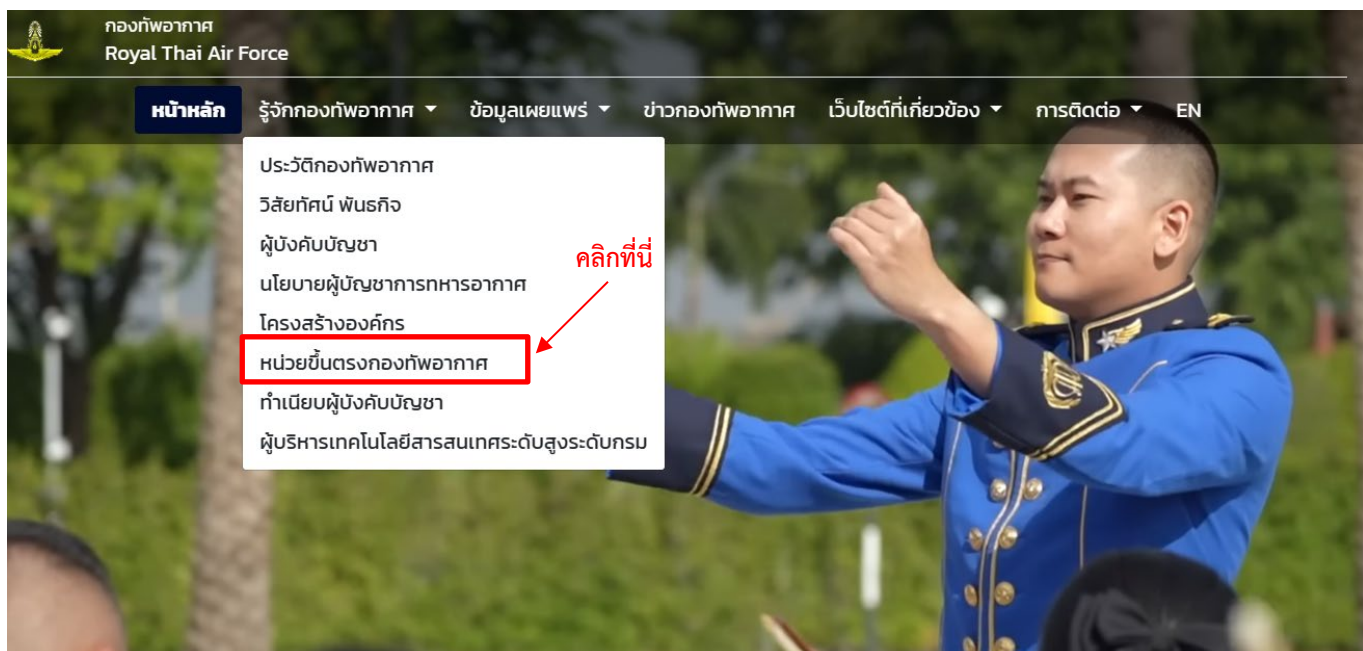 กองทัพอากาศ
Royal Thai Air Force
หน้าหลัก รู้จักกองทัพอากาศ ข้อมูลเผยแพร่ ข่าวกองทัพอากาศ เว็บไซต์ที่เกี่ยวข้อง การติดต่อ EN
ประวัติกองทัพอากาศ
วิสัยทัศน์ พันธกิจ
ผู้บังคับบัญชา
คลิกที่นี่
นโยบายผู้บัญชาการทหารอากาศ
โครงสร้างองค์กร
หน่วยขึ้นตรงกองทัพอากาศ
ทำเนียบผู้บังคับบัญชา
ผู้บริหารเทคโนโลยีสารสนเทศระดับสูงระดับกรม